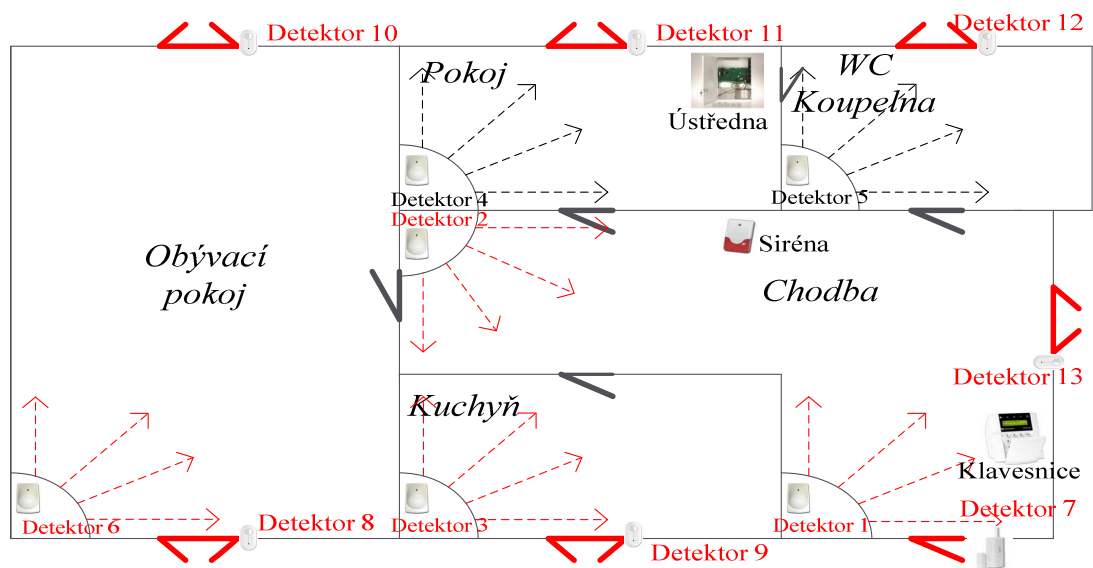 Detektor 10
Detektor 11
Detektor 12
Pokoj
WC
Koupelna
Ústředna
Detektor 4
Detektor 5
Detektor 2
Siréna
Obývací
pokoj
Chodba
Detektor 13
Kuchyň
Klavesnice
Detektor 7
Detektor 6
Detektor 8
Detektor 3
Detektor 9
Detektor 1